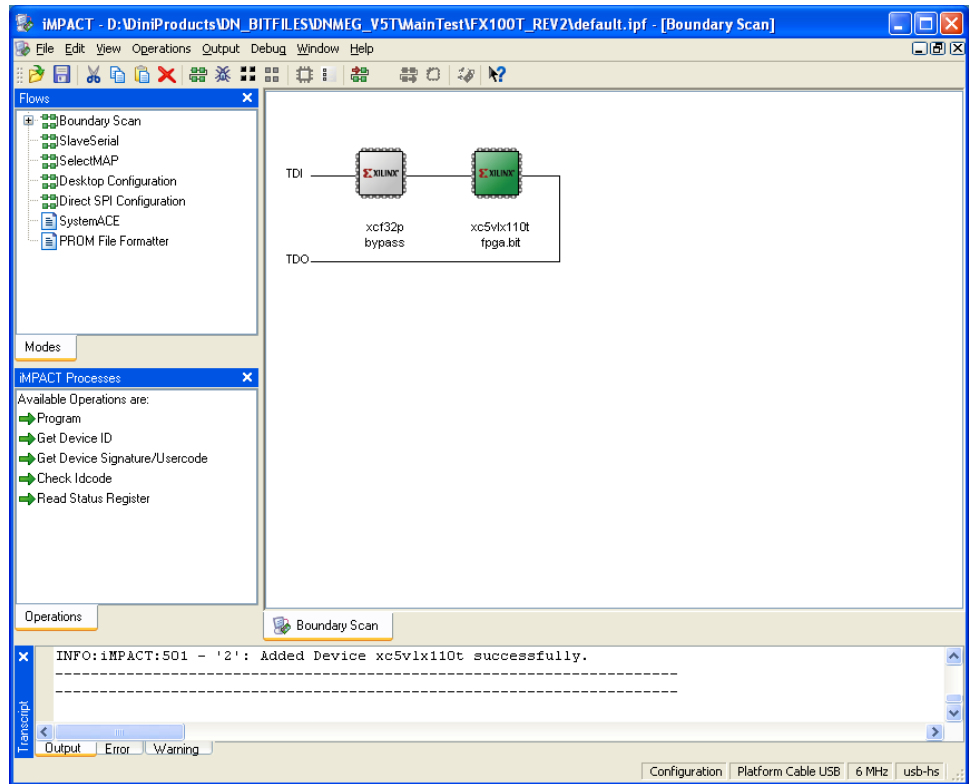 iMPACT - D:\DiniProducts\DN_BITFILES\DNMEG_V5T\MainTest\FX100T_REV2\default.ipf - [Boundary Scan]
File Edit View Operations Output Debug Window Help
Flows
Boundary Scan
SlaveSerial
SelectMAP
Desktop Configuration
Direct SPI Configuration
SystemACE
PROM File Formatter
Modes
iMPACT Processes
Available Operations are:
Program
Get Device ID
Get Device Signature/Usercode
Check Idcode
Read Status Register
Operations
TDI
XILINX
XILINX
xcf32p
bypass
xc5vlx110t
fpga.bit
TDO
Boundary Scan
INFO:iMPACT:501 - '2': Added Device xc5vlx110t successfully.
----------------------------------------------------------------------
----------------------------------------------------------------------
Transcript
Output Error Warning
Configuration Platform Cable USB 6 MHz usb-hs